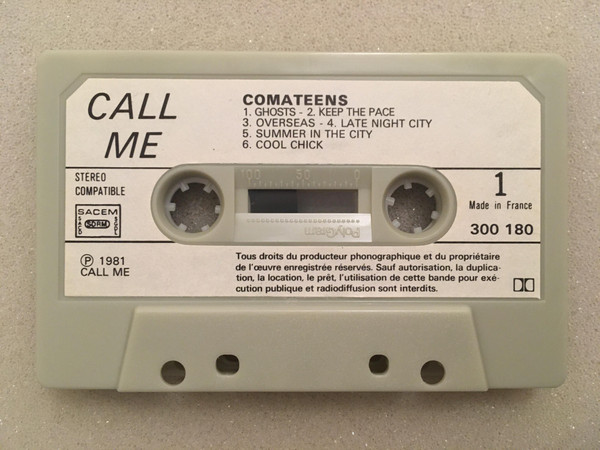 CALL
ME
COMATEENS
1. GHOSTS - 2. KEEP THE PACE
3. OVERSEAS - 4. LATE NIGHT CITY
5. SUMMER IN THE CITY
6. COOL CHICK
STEREO
COMPATIBLE
100 50 0
1
Made in France
SACEM
SDRM
PolyGram
300 180
Ⓟ 1981
CALL ME
Tous droits du producteur phonographique et du propriétaire
de l'œuvre enregistrée réservés. Sauf autorisation, la duplica-
tion, la location, le prêt, l'utilisation de cette bande pour exé-
cution publique et radiodiffusion sont interdits.